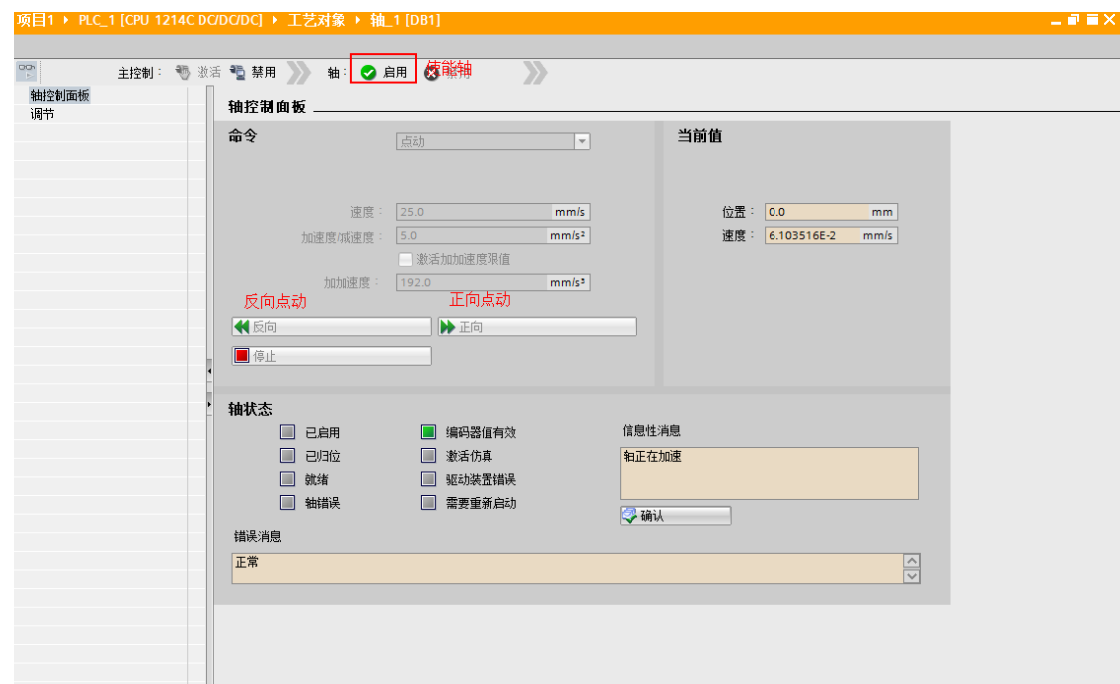 项目1 ▸ PLC_1 [CPU 1214C DC/DC/DC] ▸ 工艺对象 ▸ 轴_1 [DB1]
主控制： 激活 禁用 轴： 启用 使能轴
轴控制面板
调节
轴控制面板
命令
点动
当前值
速度： 25.0 mm/s
位置： 0.0 mm
加速度/减速度： 5.0 mm/s²
速度： 6.103516E-2 mm/s
激活加加速度限值
加加速度： 192.0 mm/s³
反向点动 正向点动
反向 正向
停止
轴状态
已启用 编码器值有效
信息性消息
已归位 激活仿真
轴正在加速
就绪 驱动装置错误
轴错误 需要重新启动
确认
错误消息
正常